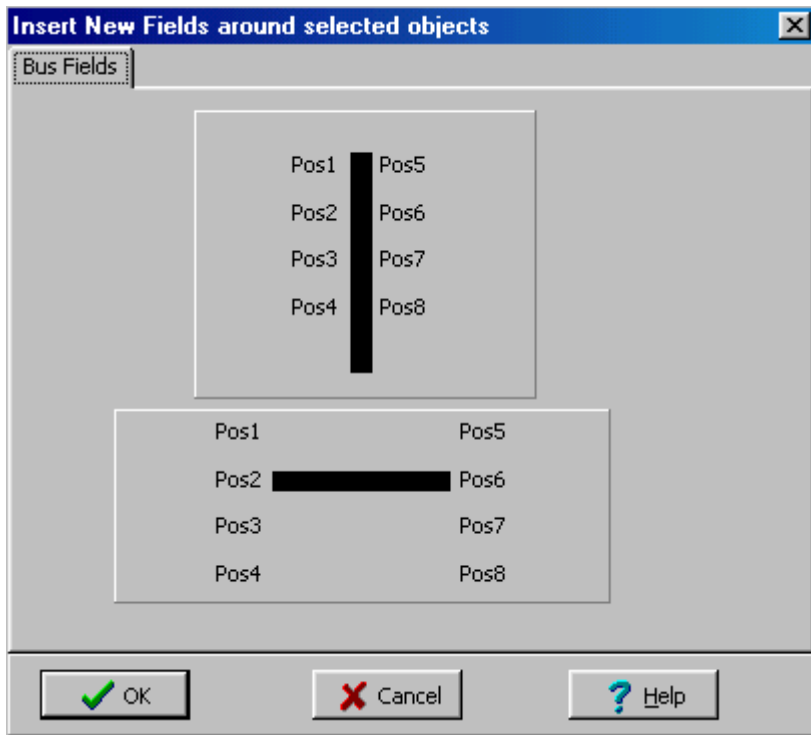 Insert New Fields around selected objects
Bus Fields
Pos1 Pos5
Pos2 Pos6
Pos3 Pos7
Pos4 Pos8
Pos1 Pos5
Pos2 Pos6
Pos3 Pos7
Pos4 Pos8
OK Cancel ? Help